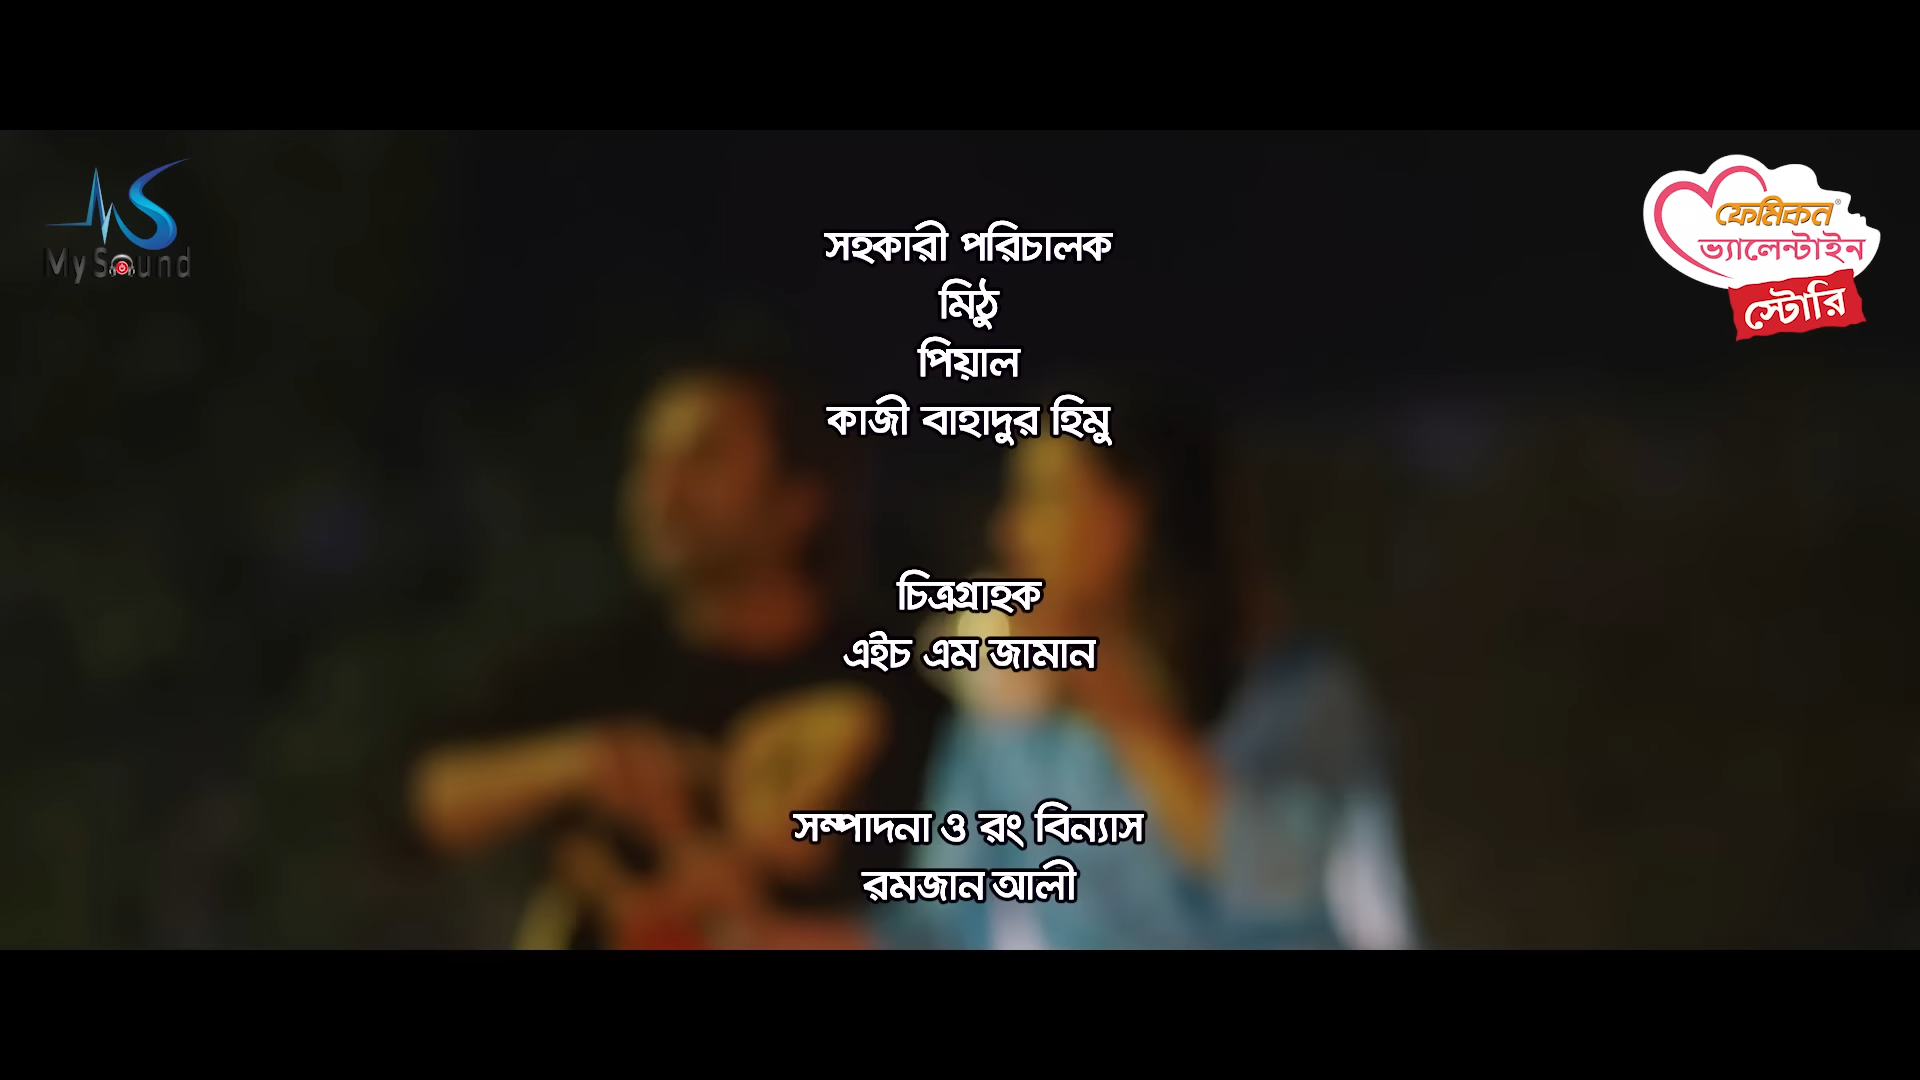 My Sound
ফেমিকন®
ভ্যালেন্টাইন
স্টোরি
সহকারী পরিচালক
মিঠু
পিয়াল
কাজী বাহাদুর হিমু
চিত্রগ্রাহক
এইচ এম জামান
সম্পাদনা ও রং বিন্যাস
রমজান আলী